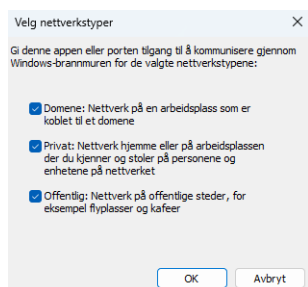 Velg nettverkstyper
Gi denne appen eller porten tilgang til å kommunisere gjennom
Windows-brannmuren for de valgte nettverkstypene:
Domene: Nettverk på en arbeidsplass som er
koblet til et domene
Privat: Nettverk hjemme eller på arbeidsplassen
der du kjenner og stoler på personene og
enhetene på nettverket
Offentlig: Nettverk på offentlige steder, for
eksempel flyplasser og kafeer
OK Avbryt